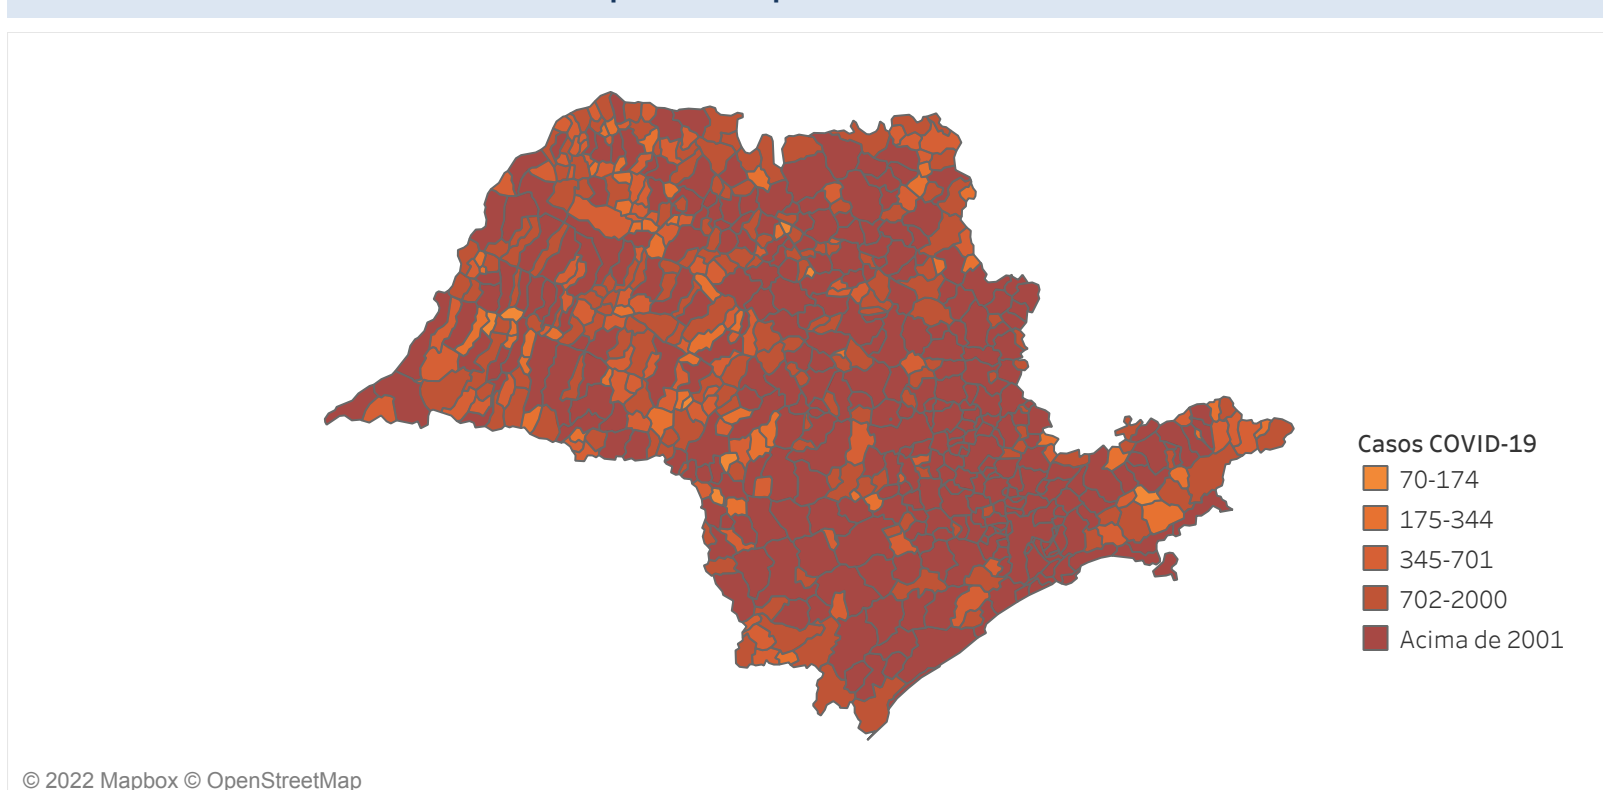 Casos COVID-19
70-174
175-344
345-701
702-2000
Acima de 2001
© 2022 Mapbox © OpenStreetMap